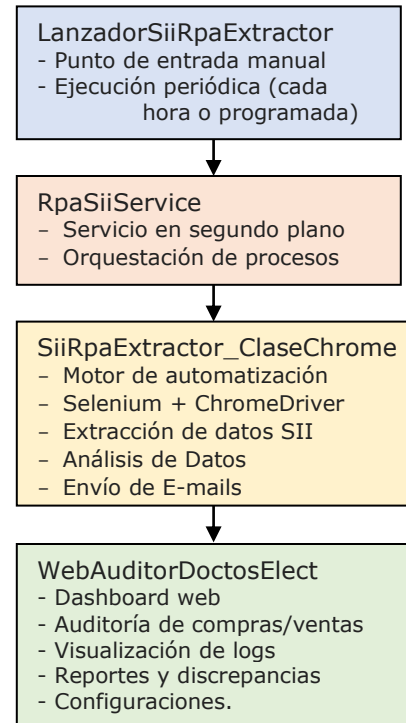 LanzadorSiiRpaExtractor
- Punto de entrada manual
- Ejecución periódica (cada
hora o programada)
RpaSiiService
– Servicio en segundo plano
– Orquestación de procesos
SiiRpaExtractor_ClaseChrome
– Motor de automatización
– Selenium + ChromeDriver
– Extracción de datos SII
– Análisis de Datos
– Envío de E-mails
WebAuditorDoctosElect
- Dashboard web
- Auditoría de compras/ventas
- Visualización de logs
- Reportes y discrepancias
- Configuraciones.